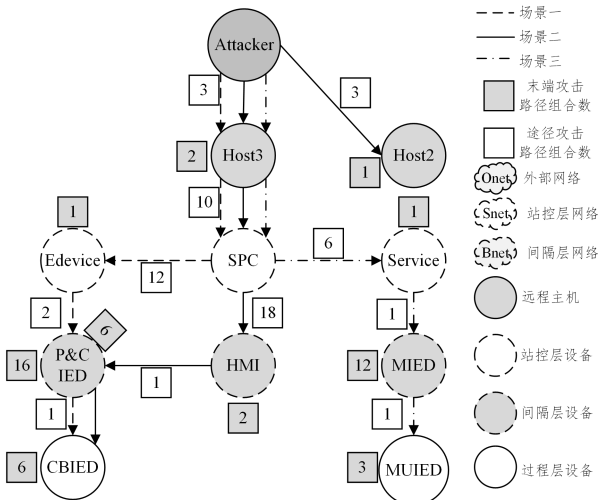 Attacker
3
3
2
Host3
1
Host2
10
1
1
Edevice
12
SPC
6
Service
2
18
1
6
16
P&C
IED
1
HMI
12
MIED
1
2
1
6
CBIED
3
MUIED
场景一
场景二
场景三
末端攻击
路径组合数
途径攻击
路径组合数
Onet
外部网络
Snet
站控层网络
Bnet
间隔层网络
远程主机
站控层设备
间隔层设备
过程层设备